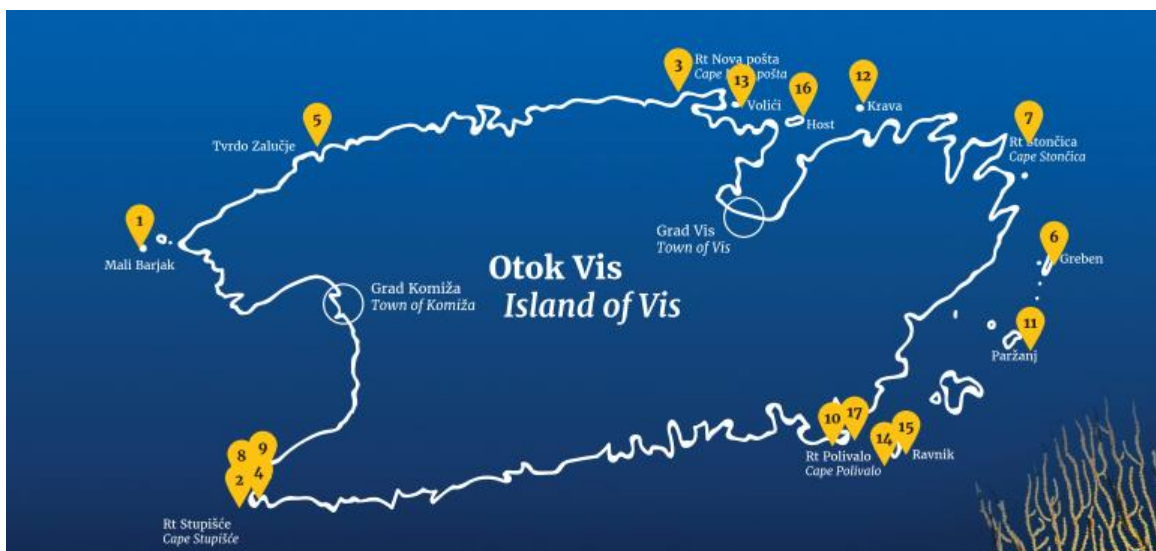 3
Rt Nova pošta
Cape
pošta
13
Volići
16
Host
12
Krava
7
Rt Stončica
Cape Stončica
5
Tvrdo Zalučje
1
Mali Barjak
Grad Vis
Town of Vis
6
Greben
Otok Vis
Island of Vis
Grad Komiža
Town of Komiža
11
Paržanj
10
17
14
15
Ravnik
Rt Polivalo
Cape Polivalo
8
9
2
4
Rt Stupišće
Cape Stupišće